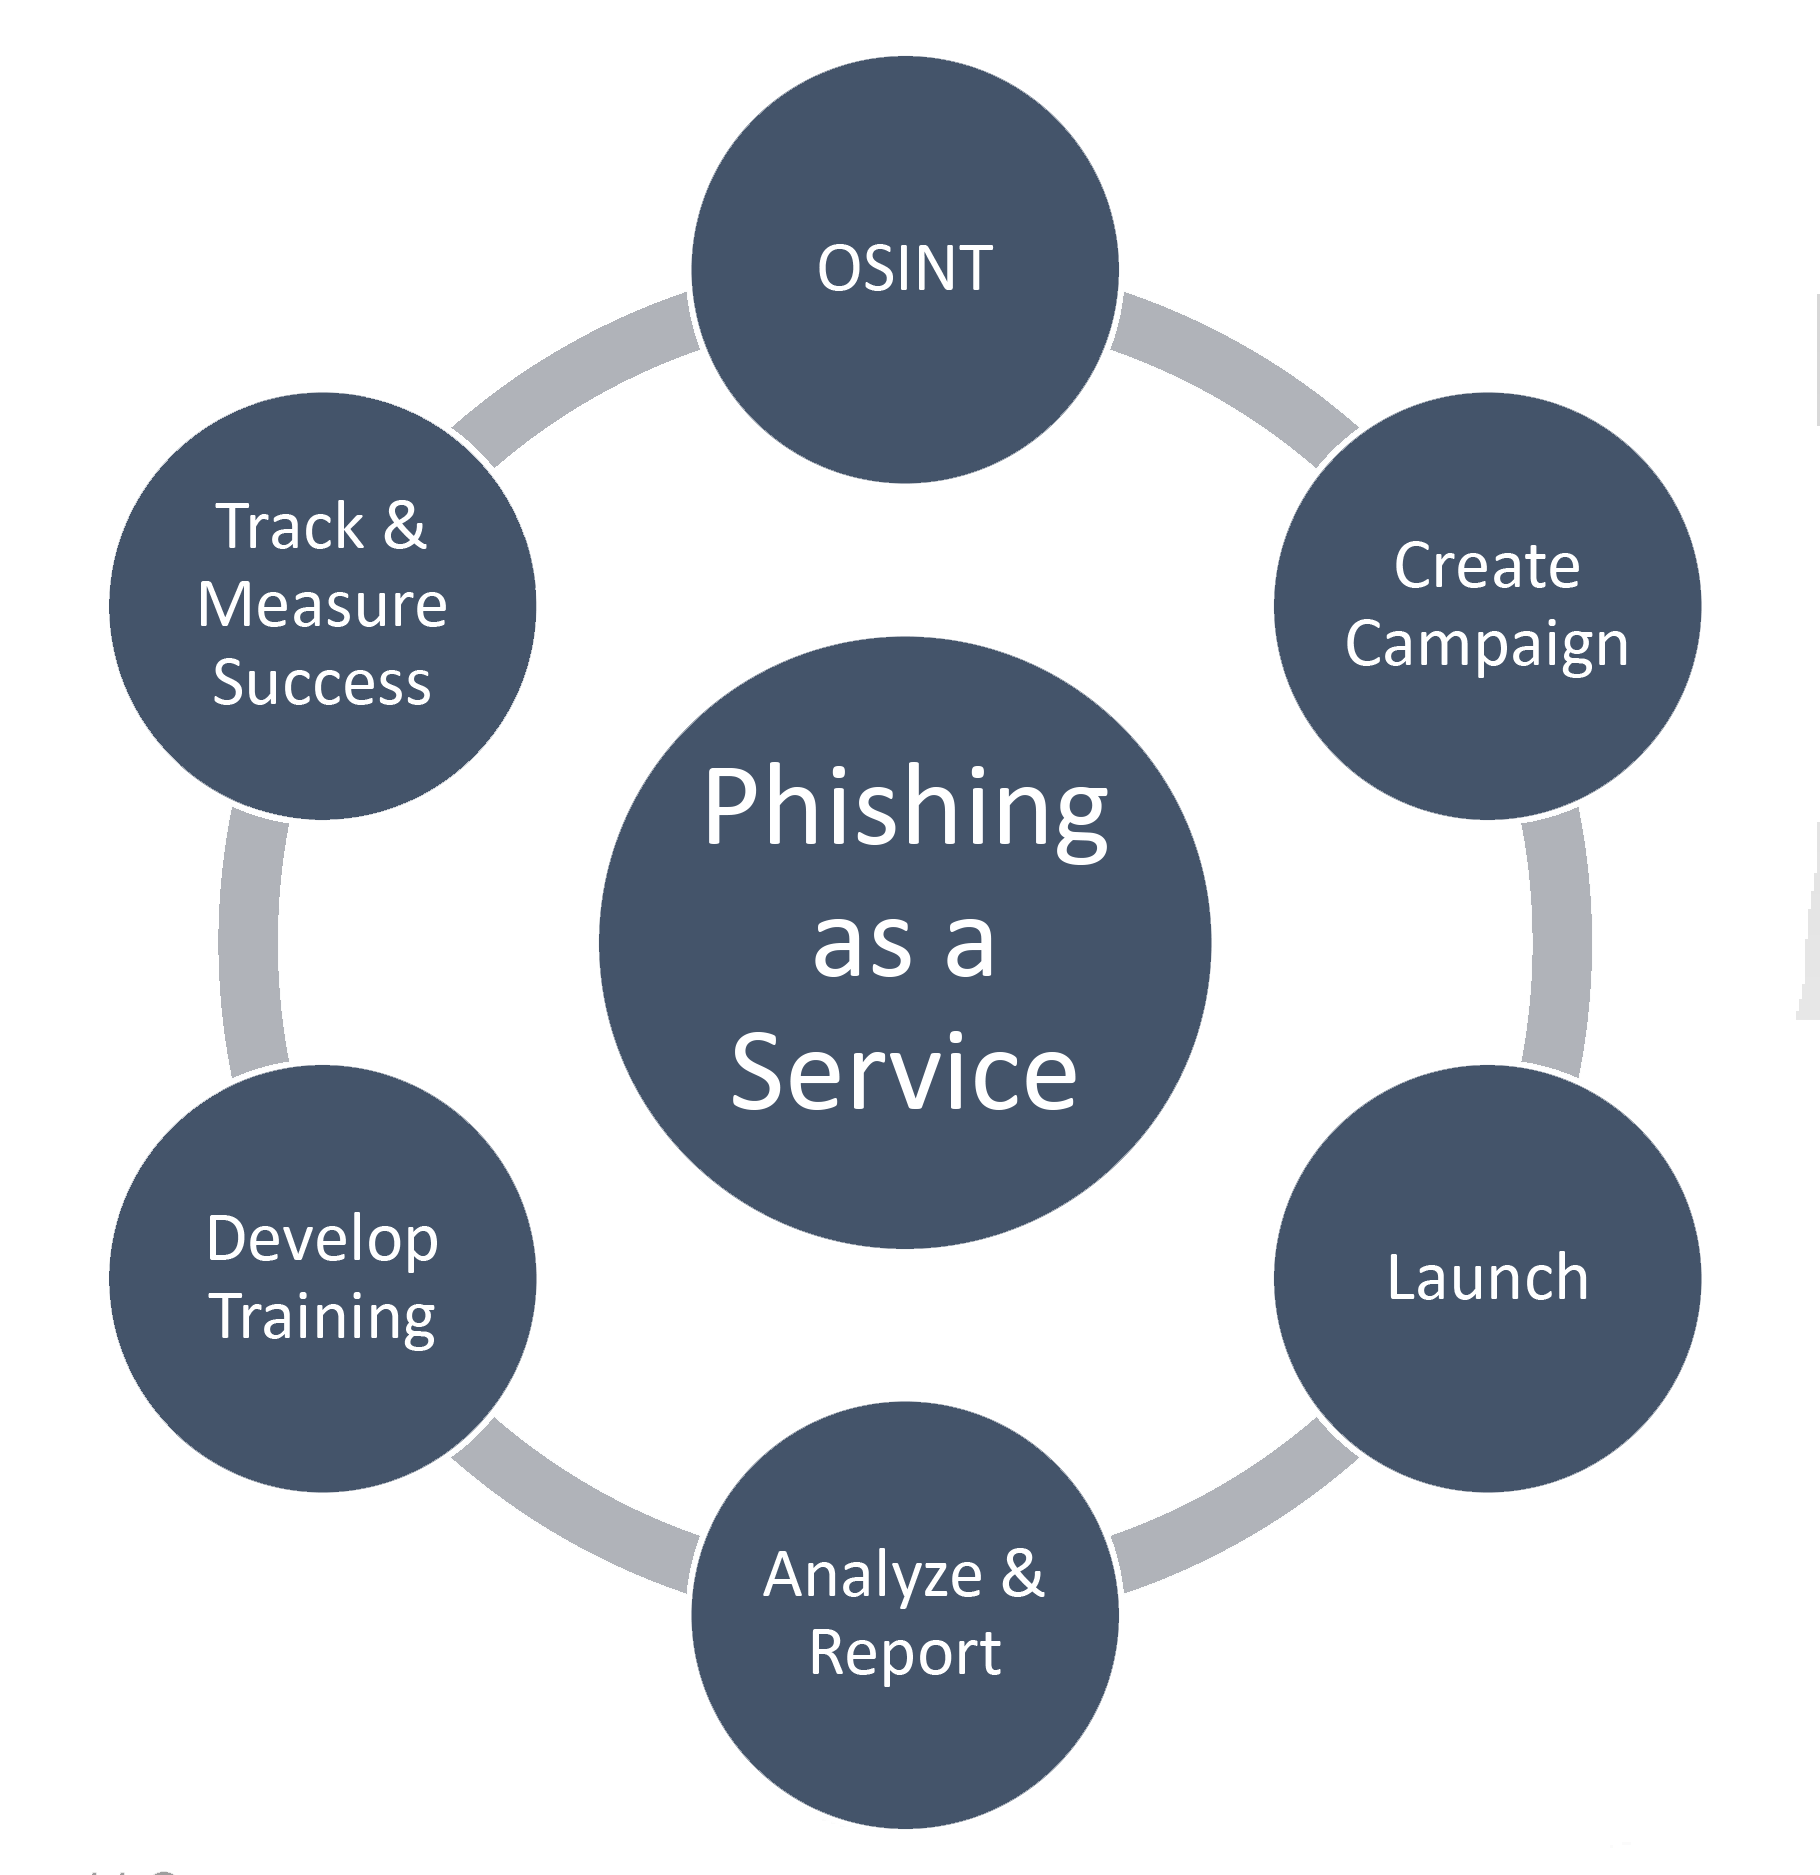 OSINT
Create
Campaign
Launch
Analyze &
Report
Develop
Training
Track &
Measure
Success
Phishing
as a
Service